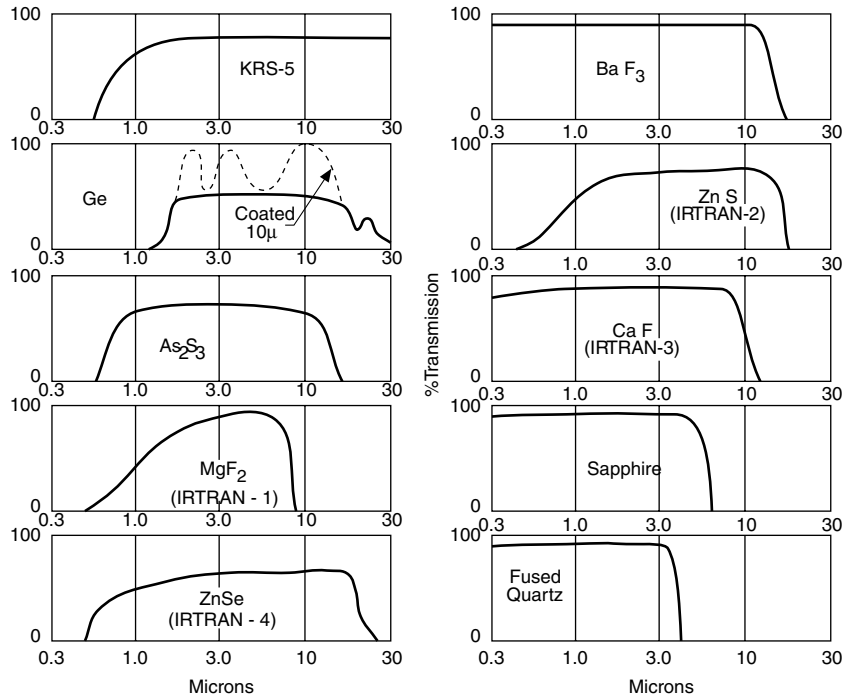 100
0
KRS-5
0.3 1.0 3.0 10 30
100
0
Ge
Coated
10µ
0.3 1.0 3.0 10 30
100
0
As2S3
0.3 1.0 3.0 10 30
100
0
MgF2
(IRTRAN - 1)
0.3 1.0 3.0 10 30
100
0
ZnSe
(IRTRAN - 4)
0.3 1.0 3.0 10 30
Microns
%Transmission
100
0
Ba F3
0.3 1.0 3.0 10 30
100
0
Zn S
(IRTRAN-2)
0.3 1.0 3.0 10 30
100
0
Ca F
(IRTRAN-3)
0.3 1.0 3.0 10 30
100
0
Sapphire
0.3 1.0 3.0 10 30
100
0
Fused
Quartz
0.3 1.0 3.0 10 30
Microns